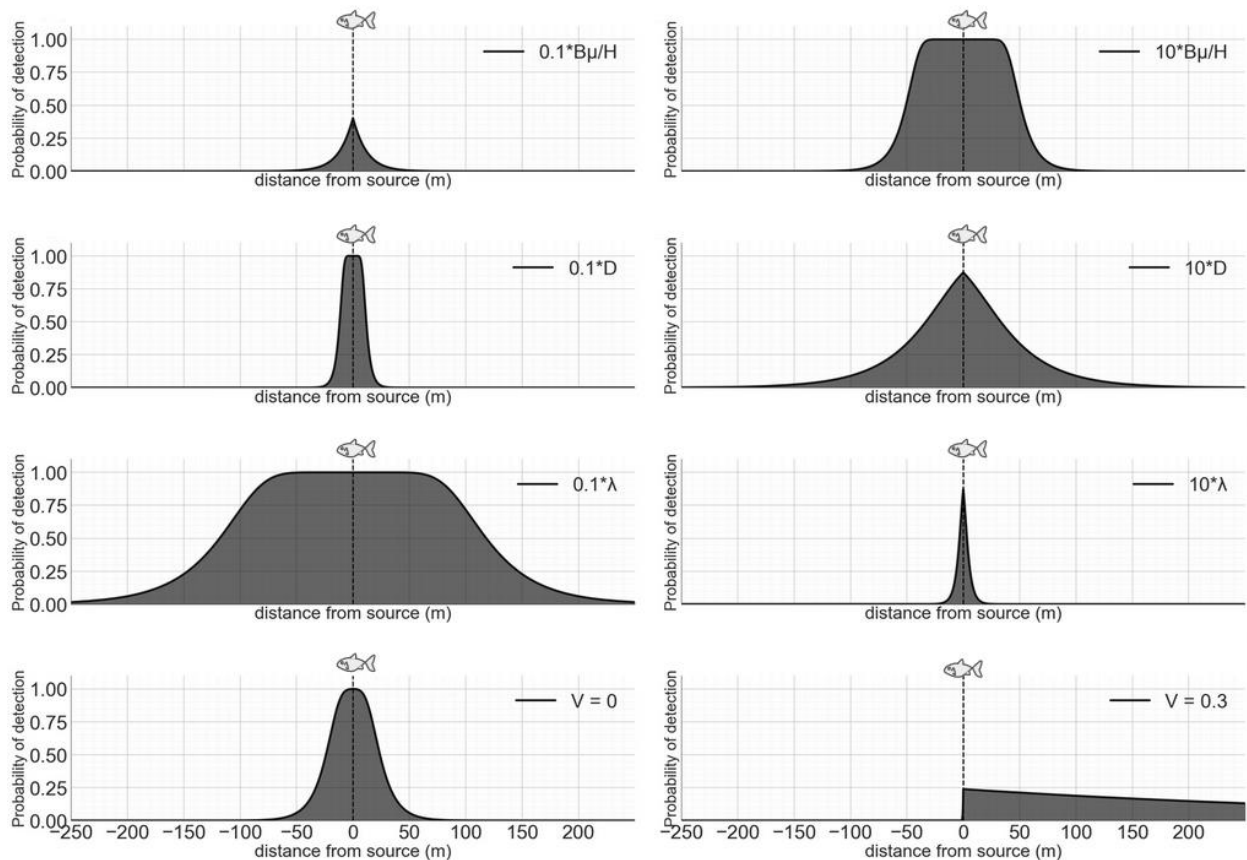 Probability of detection
1.00
0.75
0.50
0.25
0.00
0.1*Bμ/H
distance from source (m)
Probability of detection
10*Bμ/H
distance from source (m)
Probability of detection
1.00
0.75
0.50
0.25
0.00
0.1*D
distance from source (m)
Probability of detection
10*D
distance from source (m)
Probability of detection
1.00
0.75
0.50
0.25
0.00
0.1*λ
distance from source (m)
Probability of detection
10*λ
distance from source (m)
Probability of detection
1.00
0.75
0.50
0.25
0.00
V = 0
−250 −200 −150 −100 −50 0 50 100 150 200
distance from source (m)
Probability of detection
V = 0.3
−250 −200 −150 −100 −50 0 50 100 150 200
distance from source (m)